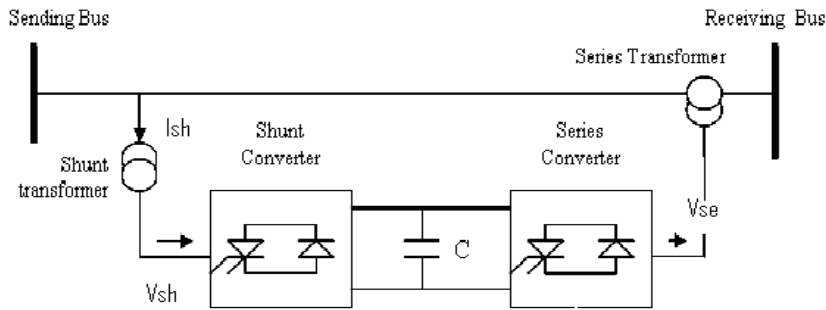 Sending Bus
Receiving Bus
Series Transformer
Ish
Shunt
Converter
Series
Converter
Shunt
transformer
Vse
C
Vsh